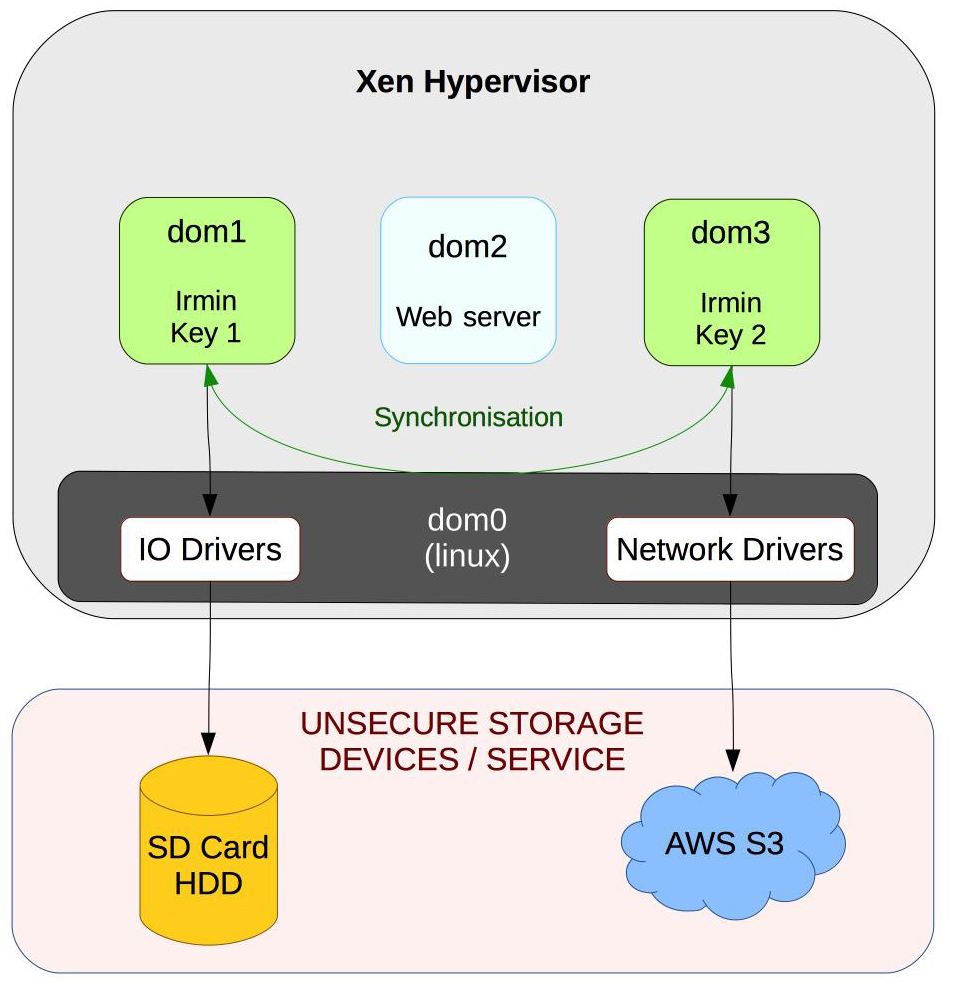 Xen Hypervisor
dom1
Irmin
Key 1
dom2
Web server
dom3
Irmin
Key 2
Synchronisation
IO Drivers
dom0
(linux)
Network Drivers
UNSECURE STORAGE
DEVICES / SERVICE
SD Card
HDD
AWS S3